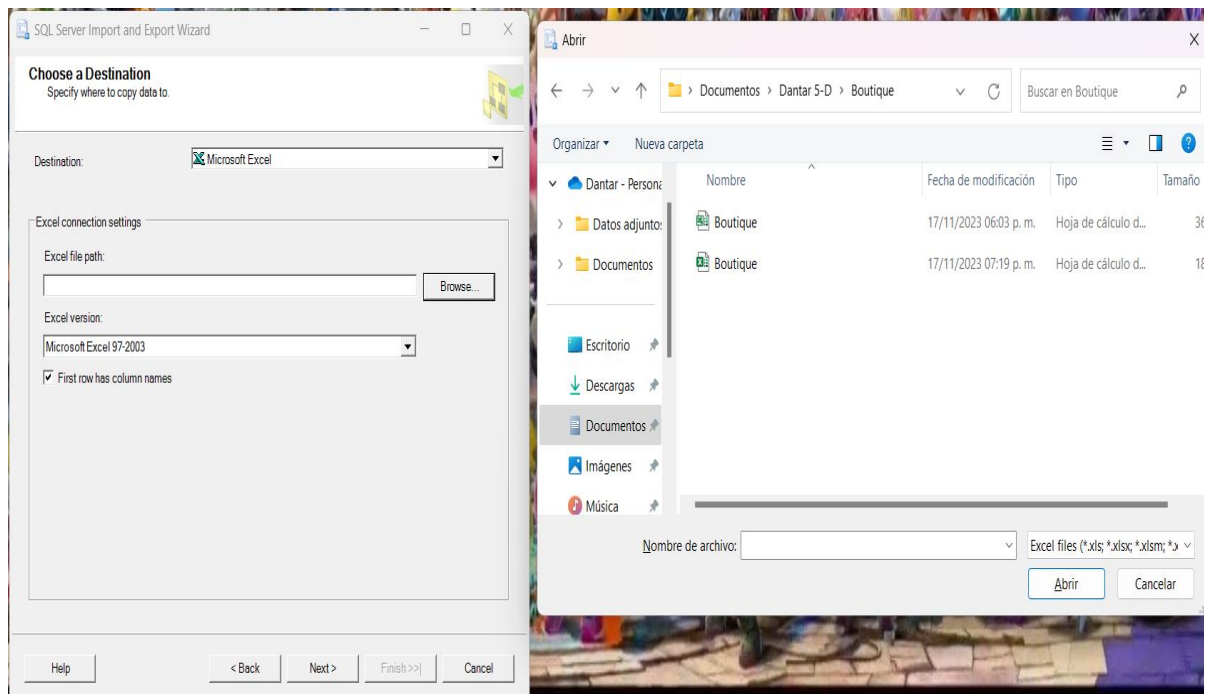 SQL Server Import and Export Wizard
Choose a Destination
Specify where to copy data to.
Destination:
Microsoft Excel
Excel connection settings
Excel file path:
Browse...
Excel version:
Microsoft Excel 97-2003
First row has column names
Help
< Back
Next >
Finish >>|
Cancel
Abrir
Documentos > Dantar 5-D > Boutique
Buscar en Boutique
Organizar
Nueva carpeta
Dantar - Persona
Datos adjuntos
Documentos
Escritorio
Descargas
Documentos
Imágenes
Música
Nombre
Fecha de modificación
Tipo
Tamaño
Boutique
17/11/2023 06:03 p. m.
Hoja de cálculo d...
36
Boutique
17/11/2023 07:19 p. m.
Hoja de cálculo d...
18
Nombre de archivo:
Excel files (*.xls; *.xlsx; *.xlsm; *.x
Abrir
Cancelar